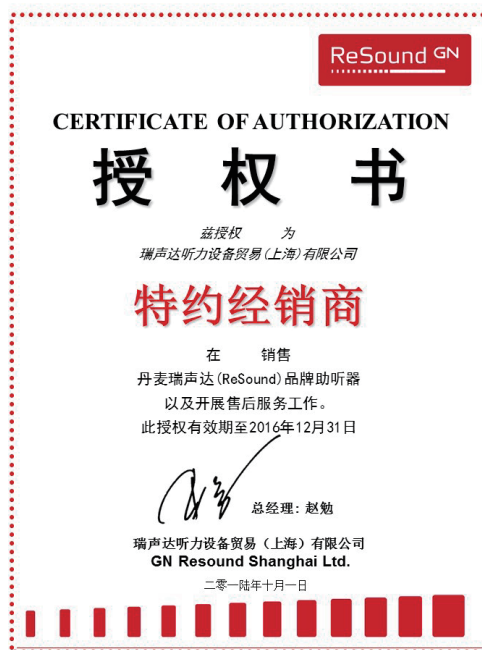 ReSound GN
CERTIFICATE OF AUTHORIZATION
授 权 书
兹授权 为
瑞声达听力设备贸易(上海)有限公司
特约经销商
在 销售
丹麦瑞声达(ReSound)品牌助听器
以及开展售后服务工作。
此授权有效期至2016年12月31日
总经理: 赵勉
瑞声达听力设备贸易（上海）有限公司
GN Resound Shanghai Ltd.
二零一陆年十月一日